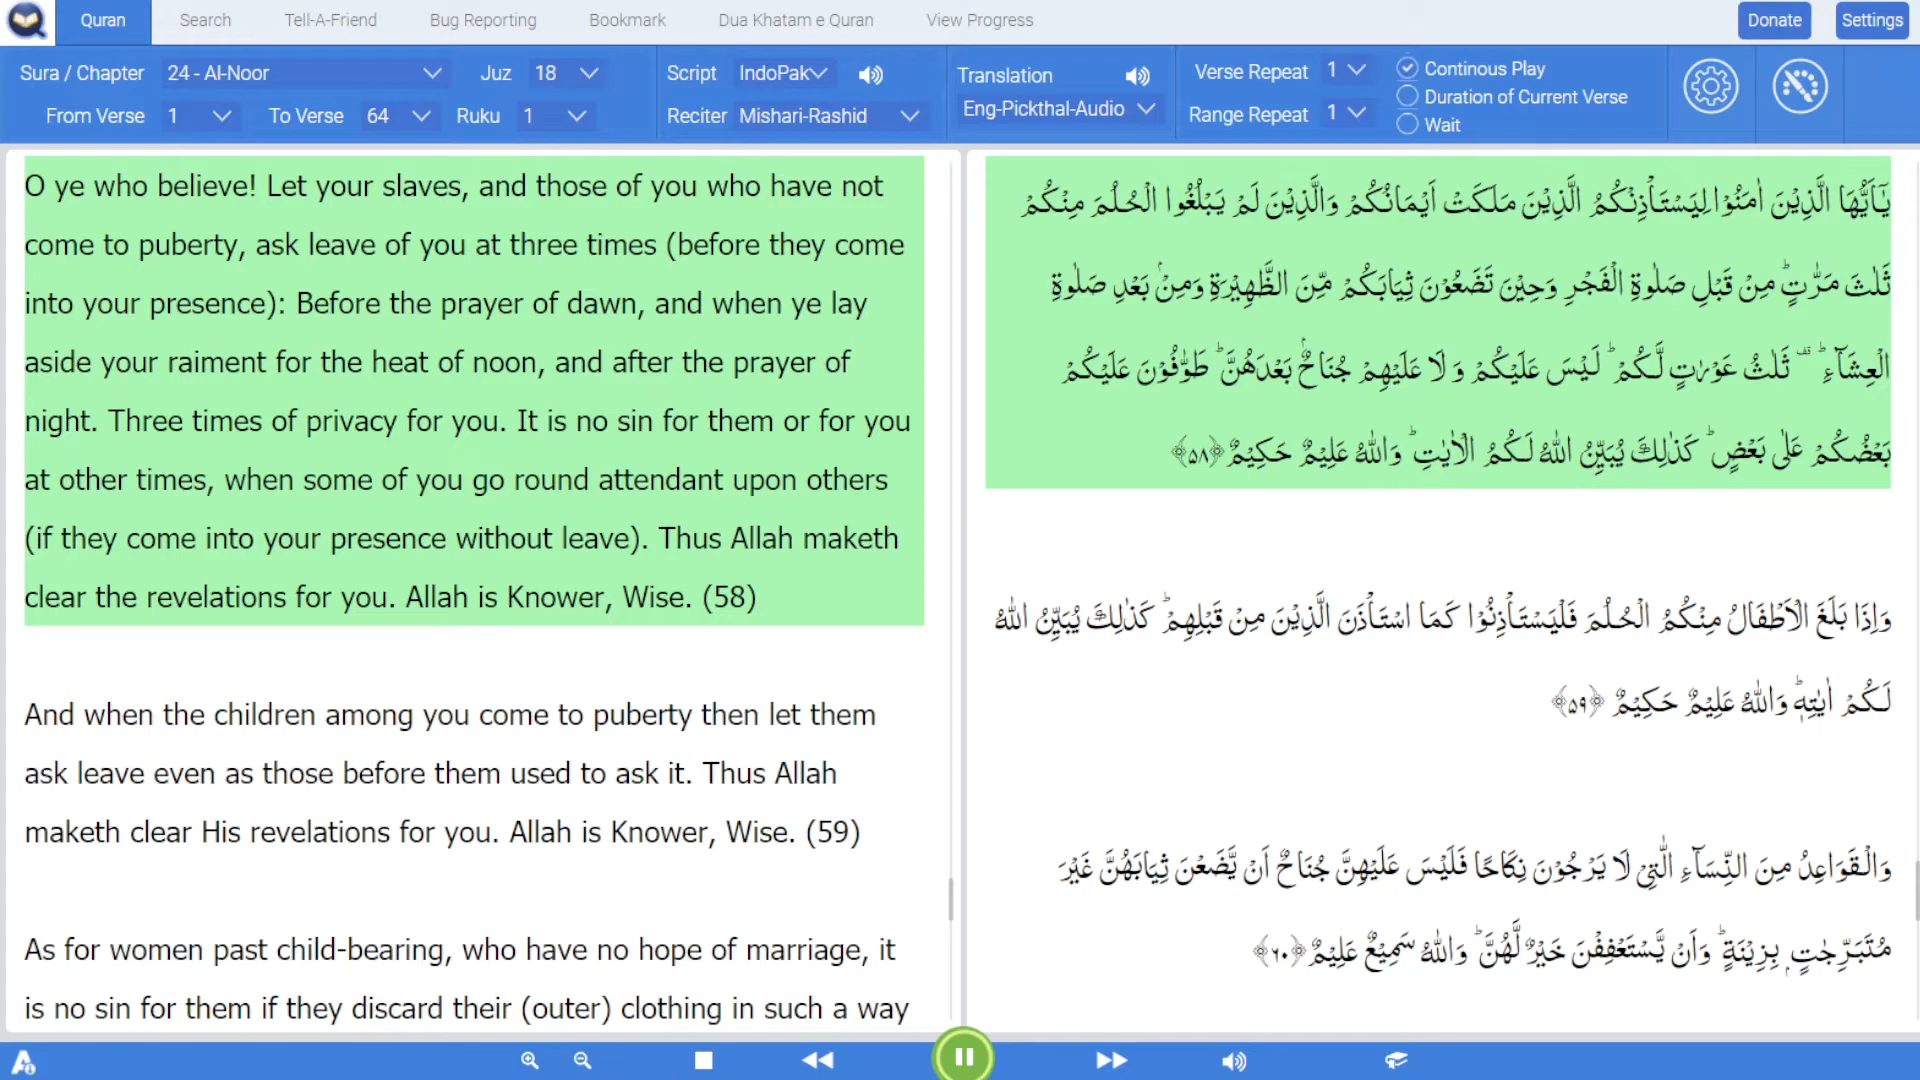 Quran Search Tell-A-Friend Bug Reporting Bookmark Dua Khatam e Quran View Progress Donate Settings
Sura / Chapter 24 - Al-Noor Juz 18 Script IndoPak Translation Verse Repeat 1 Continous Play
Duration of Current Verse
From Verse 1 To Verse 64 Ruku 1 Reciter Mishari-Rashid Eng-Pickthal-Audio Range Repeat 1 Wait
O ye who believe! Let your slaves, and those of you who have not
come to puberty, ask leave of you at three times (before they come
into your presence): Before the prayer of dawn, and when ye lay
aside your raiment for the heat of noon, and after the prayer of
night. Three times of privacy for you. It is no sin for them or for you
at other times, when some of you go round attendant upon others
(if they come into your presence without leave). Thus Allah maketh
clear the revelations for you. Allah is Knower, Wise. (58)
And when the children among you come to puberty then let them
ask leave even as those before them used to ask it. Thus Allah
maketh clear His revelations for you. Allah is Knower, Wise. (59)
As for women past child-bearing, who have no hope of marriage, it
is no sin for them if they discard their (outer) clothing in such a way
يٰٓاَيُّهَا الَّذِيْنَ اٰمَنُوْا لِيَسْتَاْذِنْكُمُ الَّذِيْنَ مَلَكَتْ اَيْمَانُكُمْ وَالَّذِيْنَ لَمْ يَبْلُغُوا الْحُلُمَ مِنْكُمْ
ثَلٰثَ مَرّٰتٍ ؕ مِنْ قَبْلِ صَلٰوةِ الْفَجْرِ وَحِيْنَ تَضَعُوْنَ ثِيَابَكُمْ مِّنَ الظَّهِيْرَةِ وَمِنْۢ بَعْدِ صَلٰوةِ
الْعِشَآءِ ؕ ۛ ثَلٰثُ عَوْرٰتٍ لَّكُمْ ؕ لَيْسَ عَلَيْكُمْ وَ لَا عَلَيْهِمْ جُنَاحٌۢ بَعْدَهُنَّ ؕ طَوّٰفُوْنَ عَلَيْكُمْ
بَعْضُكُمْ عَلٰى بَعْضٍ ؕ كَذٰلِكَ يُبَيِّنُ اللّٰهُ لَكُمُ الْاٰيٰتِ ؕ وَاللّٰهُ عَلِيْمٌ حَكِيْمٌ ﴿۵۸﴾
وَاِذَا بَلَغَ الْاَطْفَالُ مِنْكُمُ الْحُلُمَ فَلْيَسْتَاْذِنُوْا كَمَا اسْتَاْذَنَ الَّذِيْنَ مِنْ قَبْلِهِمْ ؕ كَذٰلِكَ يُبَيِّنُ اللّٰهُ
لَكُمْ اٰيٰتِهٖ ؕ وَاللّٰهُ عَلِيْمٌ حَكِيْمٌ ﴿۵۹﴾
وَالْقَوَاعِدُ مِنَ النِّسَآءِ الّٰتِىْ لَا يَرْجُوْنَ نِكَاحًا فَلَيْسَ عَلَيْهِنَّ جُنَاحٌ اَنْ يَّضَعْنَ ثِيَابَهُنَّ غَيْرَ
مُتَبَرِّجٰتٍۭ بِزِيْنَةٍ ؕ وَاَنْ يَّسْتَعْفِفْنَ خَيْرٌ لَّهُنَّ ؕ وَاللّٰهُ سَمِيْعٌ عَلِيْمٌ ﴿۶۰﴾